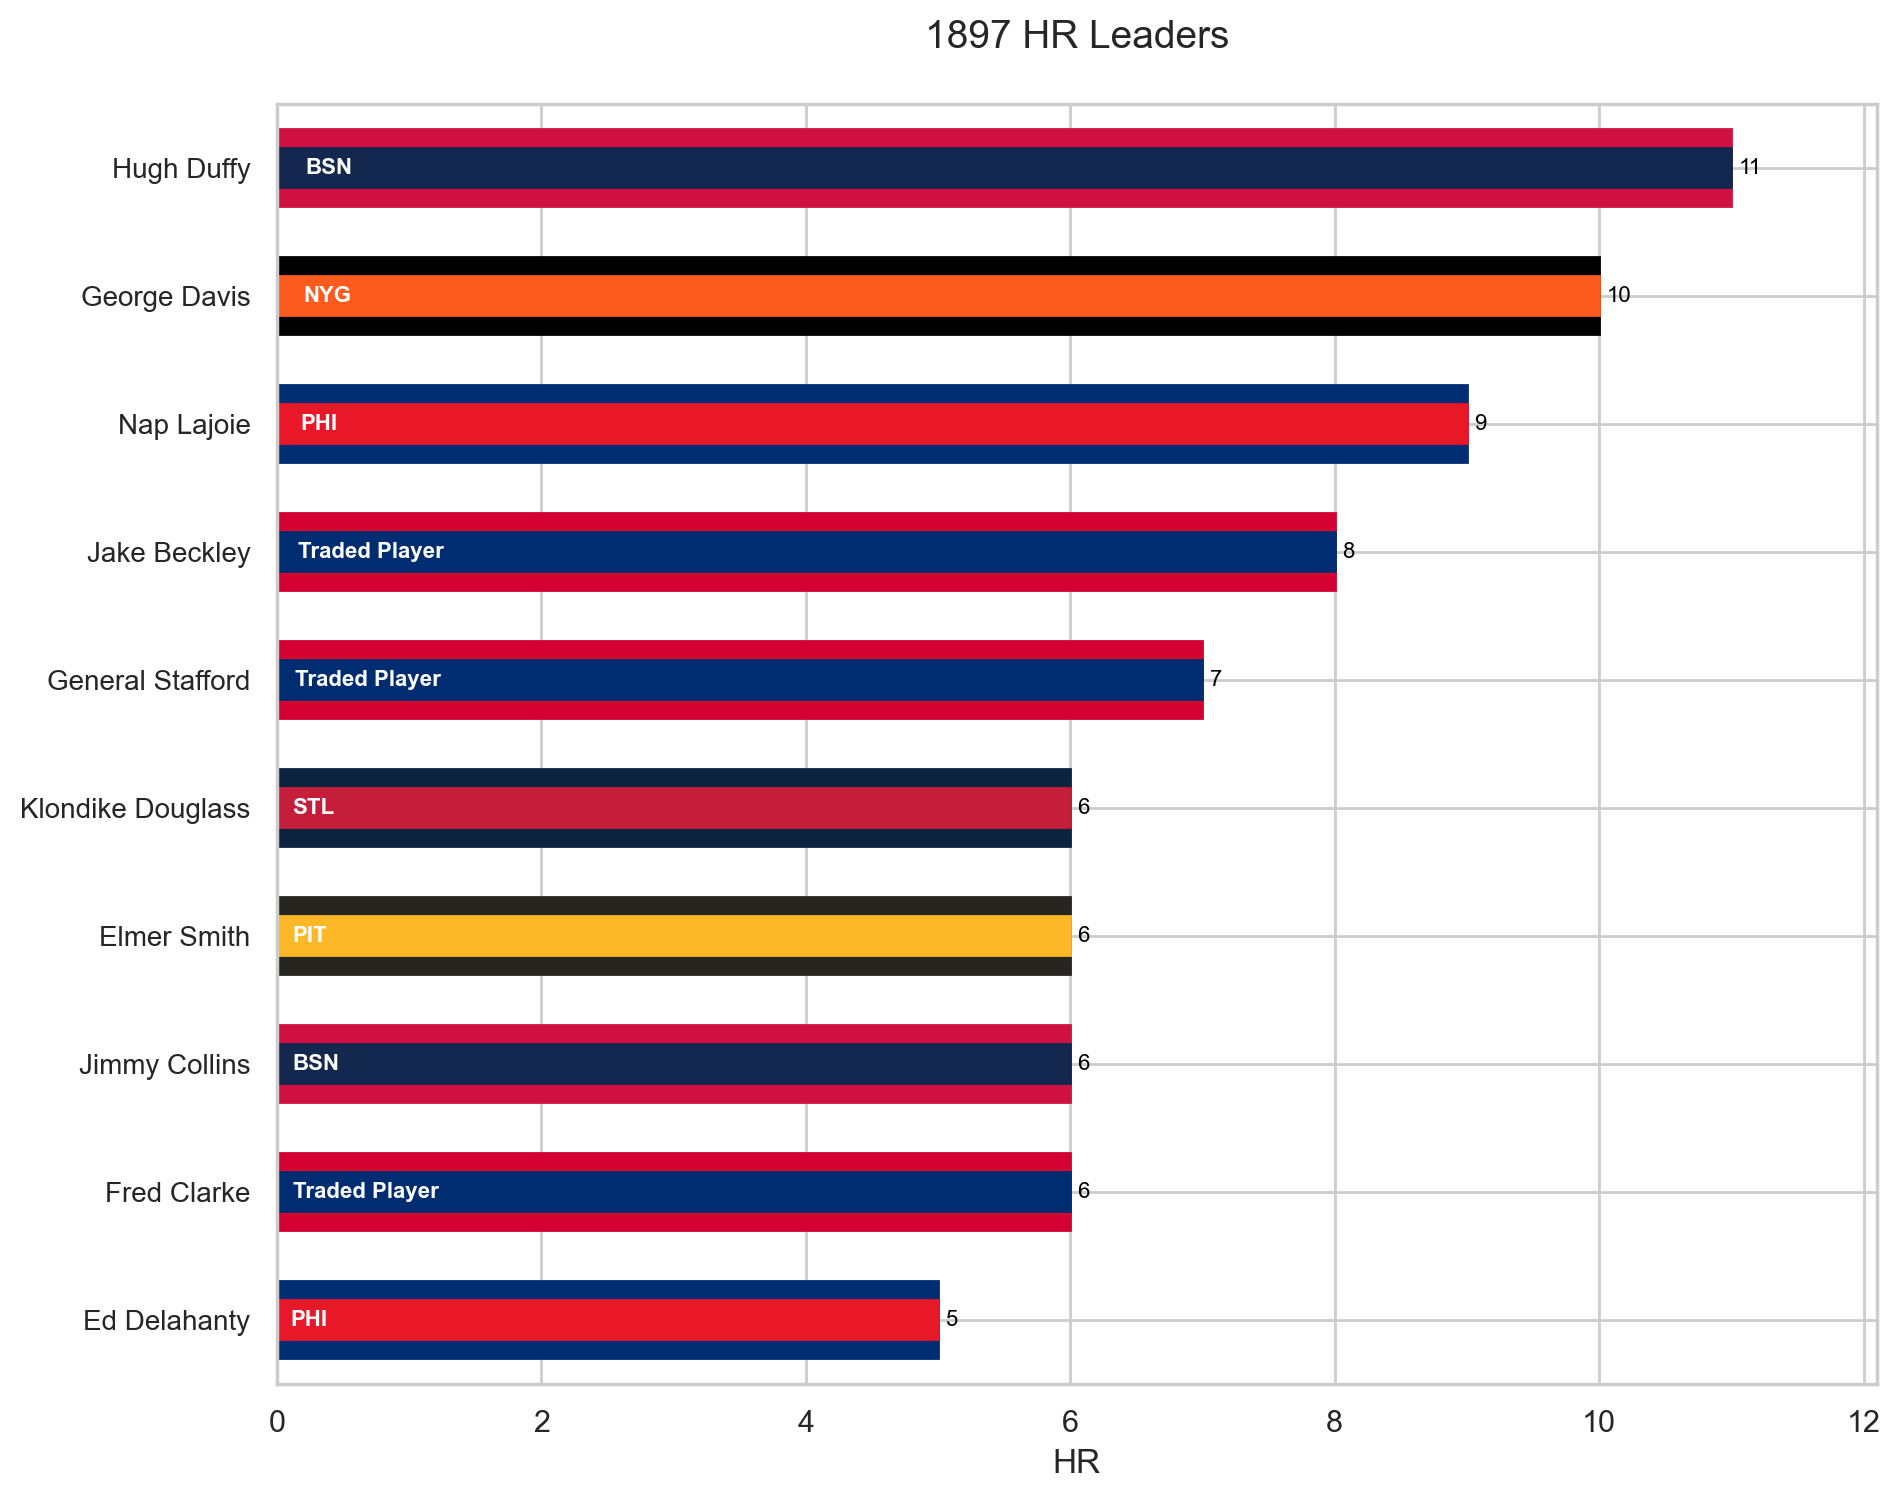 1897 HR Leaders
Hugh Duffy BSN 11
George Davis NYG 10
Nap Lajoie PHI 9
Jake Beckley Traded Player 8
General Stafford Traded Player 7
Klondike Douglass STL 6
Elmer Smith PIT 6
Jimmy Collins BSN 6
Fred Clarke Traded Player 6
Ed Delahanty PHI 5
0 2 4 6 8 10 12
HR